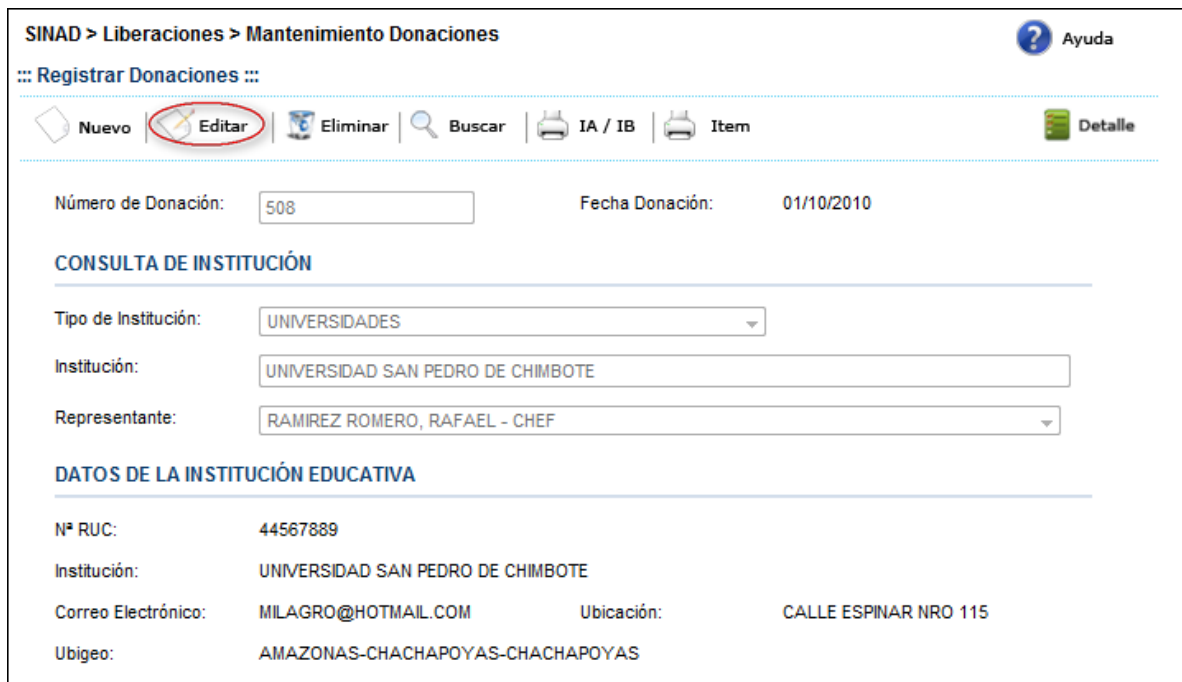 SINAD > Liberaciones > Mantenimiento Donaciones
Ayuda
::: Registrar Donaciones :::
Nuevo Editar Eliminar Buscar IA / IB Item Detalle
Número de Donación: 508 Fecha Donación: 01/10/2010
CONSULTA DE INSTITUCIÓN
Tipo de Institución: UNIVERSIDADES
Institución: UNIVERSIDAD SAN PEDRO DE CHIMBOTE
Representante: RAMIREZ ROMERO, RAFAEL - CHEF
DATOS DE LA INSTITUCIÓN EDUCATIVA
Nª RUC: 44567889
Institución: UNIVERSIDAD SAN PEDRO DE CHIMBOTE
Correo Electrónico: MILAGRO@HOTMAIL.COM Ubicación: CALLE ESPINAR NRO 115
Ubigeo: AMAZONAS-CHACHAPOYAS-CHACHAPOYAS